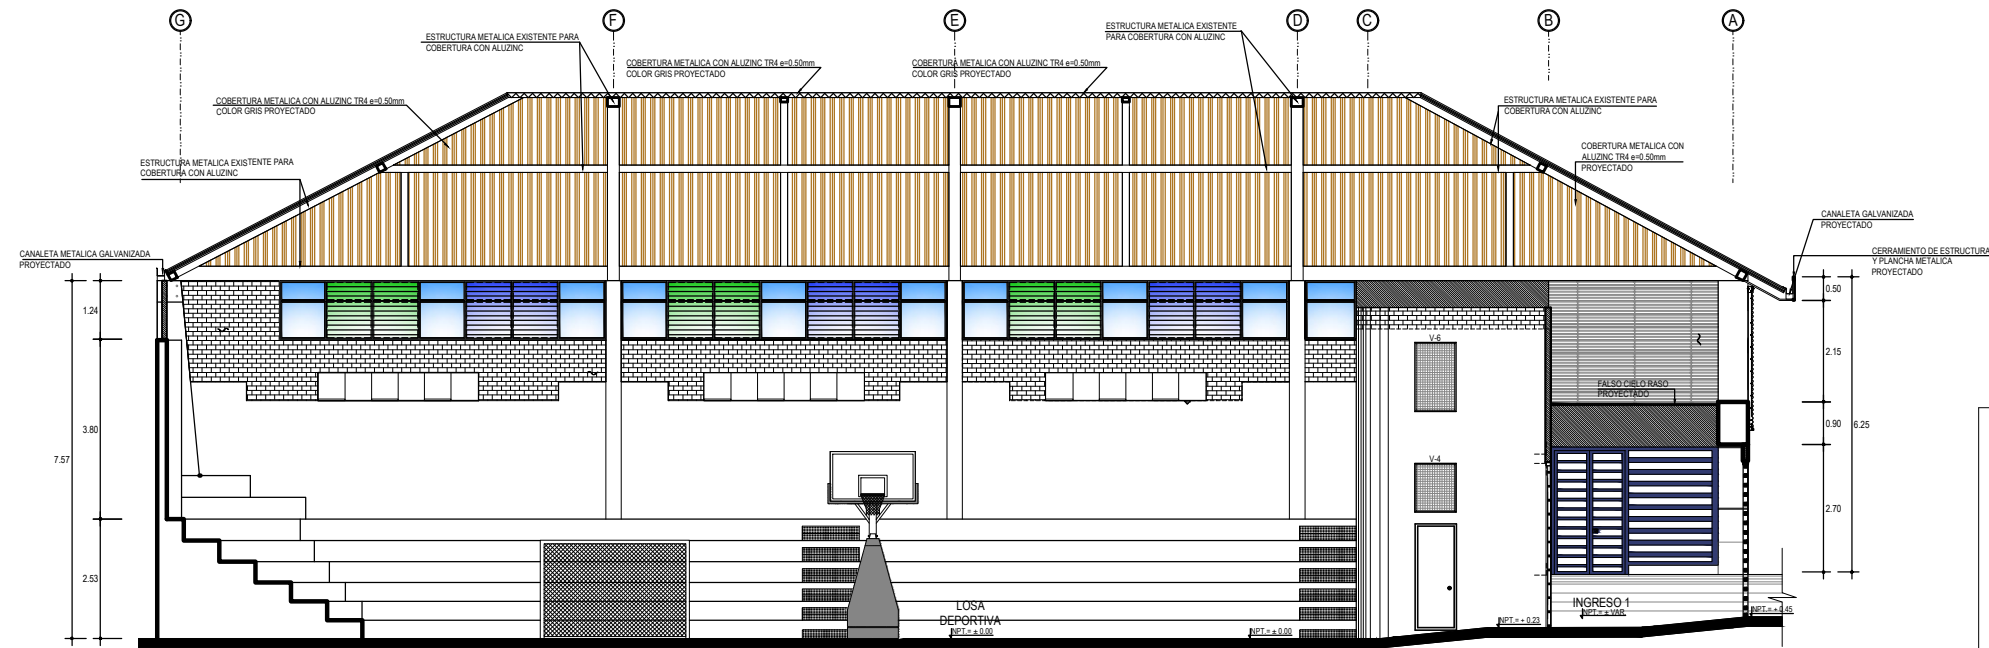 G
F
E
D
C
B
A
ESTRUCTURA METALICA EXISTENTE PARA
COBERTURA CON ALUZINC
ESTRUCTURA METALICA EXISTENTE
PARA COBERTURA CON ALUZINC
COBERTURA METALICA CON ALUZINC TR4 e=0.50mm
COLOR GRIS PROYECTADO
COBERTURA METALICA CON ALUZINC TR4 e=0.50mm
COLOR GRIS PROYECTADO
COBERTURA METALICA CON ALUZINC TR4 e=0.50mm
COLOR GRIS PROYECTADO
ESTRUCTURA METALICA EXISTENTE PARA
COBERTURA CON ALUZINC
ESTRUCTURA METALICA EXISTENTE PARA
COBERTURA CON ALUZINC
COBERTURA METALICA CON
ALUZINC TR4 e=0.50mm
PROYECTADO
CANALETA GALVANIZADA
PROYECTADO
CANALETA METALICA GALVANIZADA
PROYECTADO
CERRAMIENTO DE ESTRUCTURA
Y PLANCHA METALICA
PROYECTADO
1.24
3.80
7.57
2.53
0.50
2.15
0.90
6.25
2.70
V-6
V-4
FALSO CIELO RASO
PROYECTADO
LOSA
DEPORTIVA
NPT.= ± 0.00
NPT.= ± 0.00
NPT.= + 0.23
INGRESO 1
NPT.= ± VAR.
NPT.= + 0.45